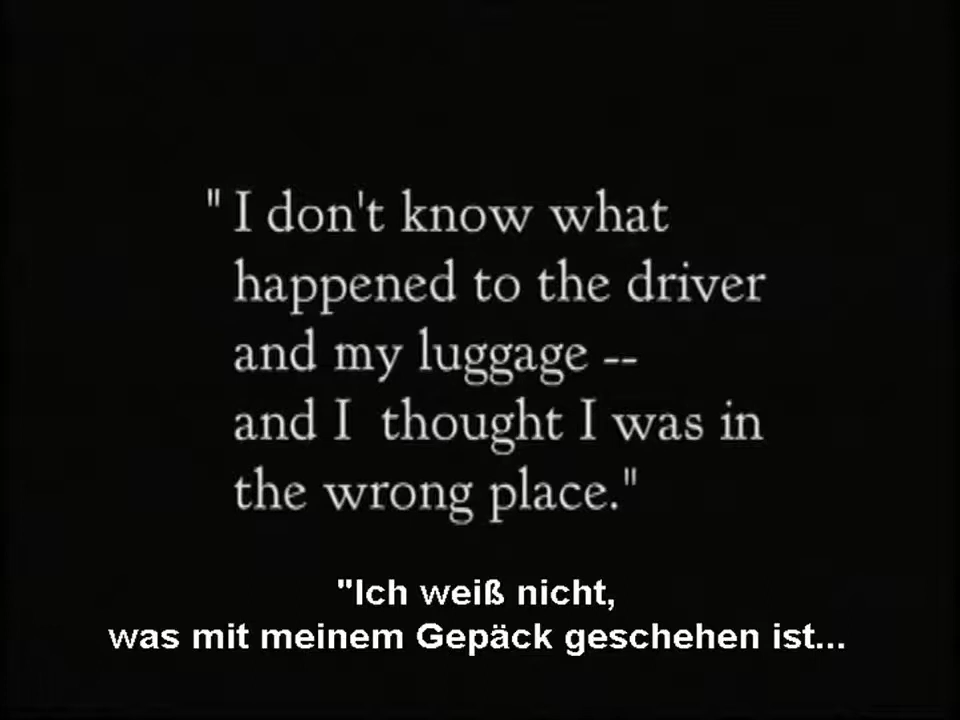 "I don't know what
happened to the driver
and my luggage --
and I thought I was in
the wrong place."
"Ich weiß nicht,
was mit meinem Gepäck geschehen ist...